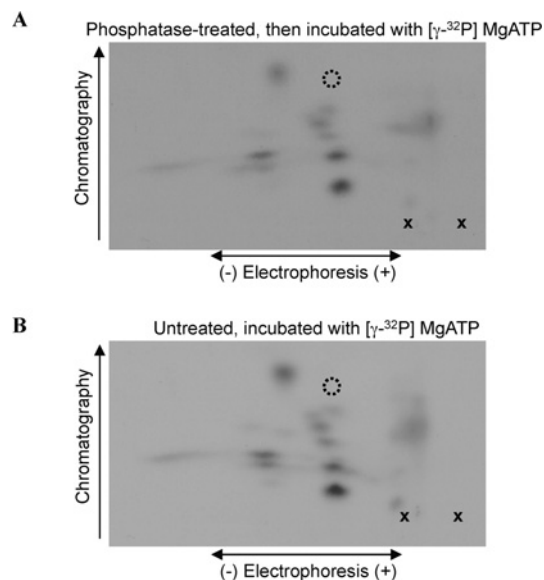 A
Phosphatase-treated, then incubated with [γ-³²P] MgATP
Chromatography
x x
(-) Electrophoresis (+)
B
Untreated, incubated with [γ-³²P] MgATP
Chromatography
x x
(-) Electrophoresis (+)